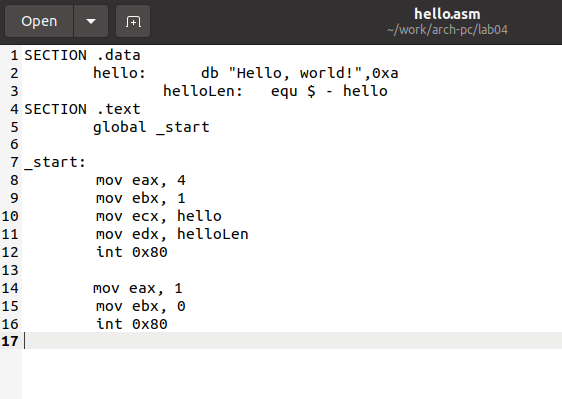 Open
hello.asm
~/work/arch-pc/lab04
1 SECTION .data
2 hello: db "Hello, world!",0xa
3 helloLen: equ $ - hello
4 SECTION .text
5 global _start
6
7 _start:
8 mov eax, 4
9 mov ebx, 1
10 mov ecx, hello
11 mov edx, helloLen
12 int 0x80
13
14 mov eax, 1
15 mov ebx, 0
16 int 0x80
17